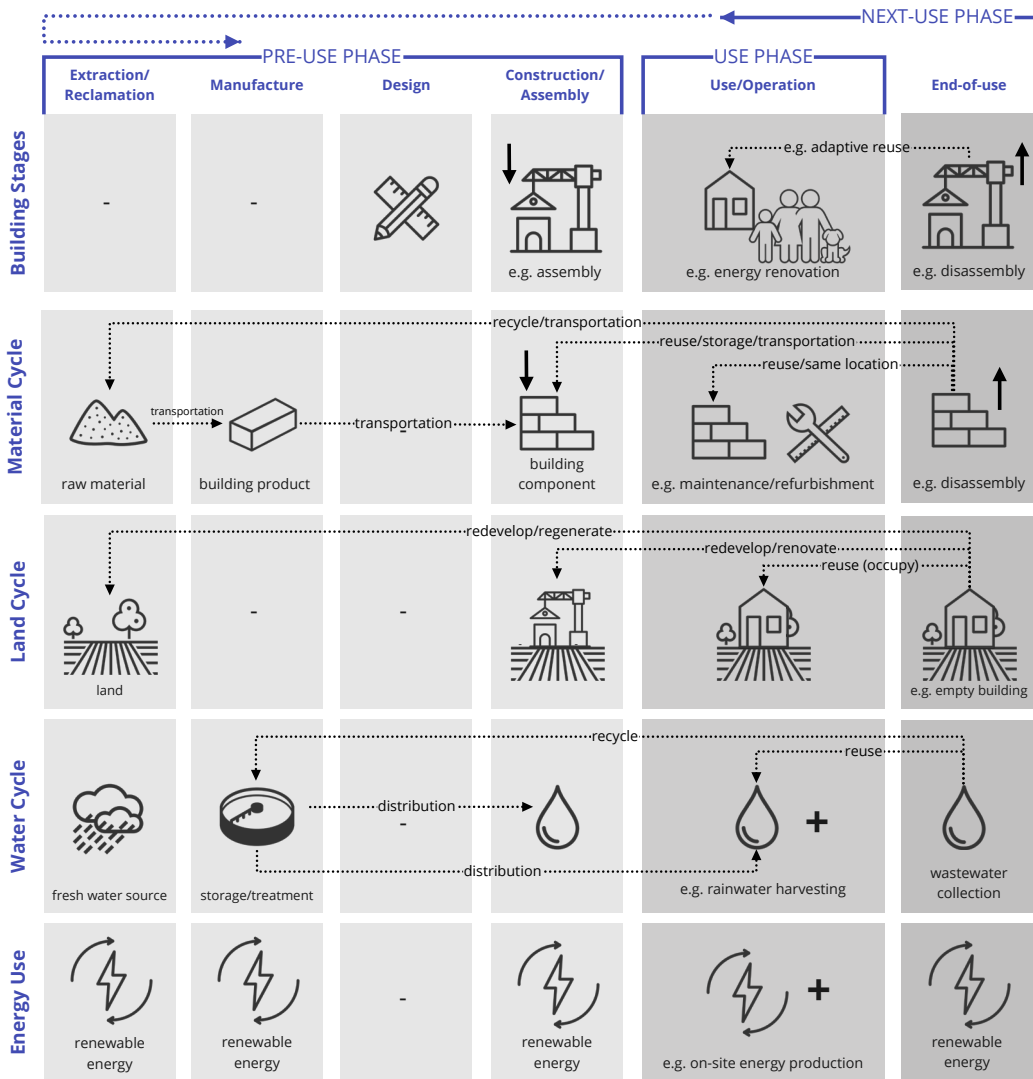 NEXT-USE PHASE
PRE-USE PHASE
USE PHASE
Extraction/
Reclamation
Manufacture
Design
Construction/
Assembly
Use/Operation
End-of-use
Building Stages
-
-
e.g. assembly
e.g. adaptive reuse
e.g. energy renovation
e.g. disassembly
Material Cycle
recycle/transportation
reuse/storage/transportation
reuse/same location
transportation
transportation
-
raw material
building product
building
component
e.g. maintenance/refurbishment
e.g. disassembly
Land Cycle
redevelop/regenerate
redevelop/renovate
reuse (occupy)
-
-
land
e.g. empty building
Water Cycle
recycle
reuse
distribution
-
+
distribution
fresh water source
storage/treatment
e.g. rainwater harvesting
wastewater
collection
Energy Use
-
+
renewable
energy
renewable
energy
renewable
energy
e.g. on-site energy production
renewable
energy